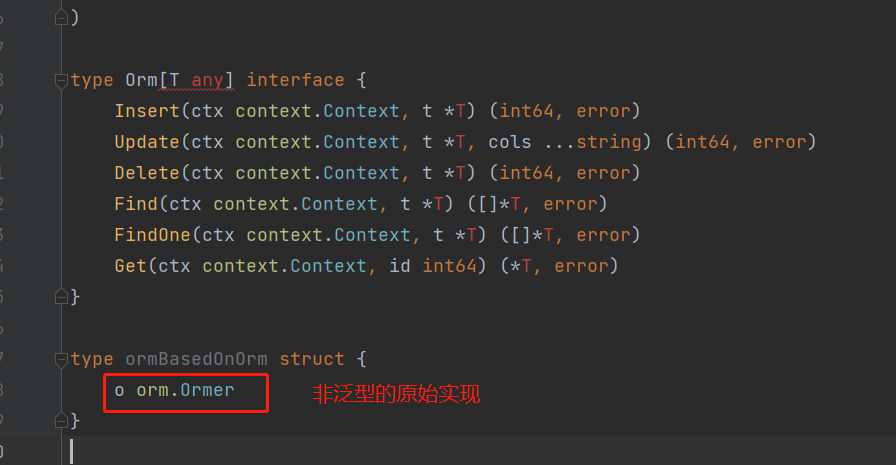 )
type Orm[T any] interface {
Insert(ctx context.Context, t *T) (int64, error)
Update(ctx context.Context, t *T, cols ...string) (int64, error)
Delete(ctx context.Context, t *T) (int64, error)
Find(ctx context.Context, t *T) ([]*T, error)
FindOne(ctx context.Context, t *T) ([]*T, error)
Get(ctx context.Context, id int64) (*T, error)
}
type ormBasedOnOrm struct {
o orm.Ormer 非泛型的原始实现
}